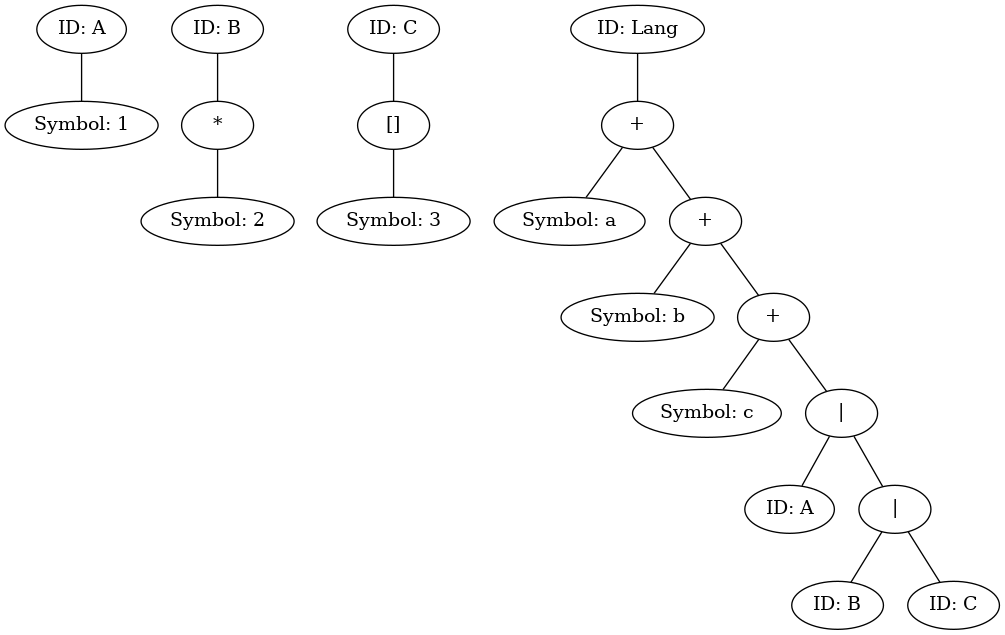 ID: A
ID: B
ID: C
ID: Lang
Symbol: 1
*
[]
+
Symbol: 2
Symbol: 3
Symbol: a
+
Symbol: b
+
Symbol: c
|
ID: A
|
ID: B
ID: C